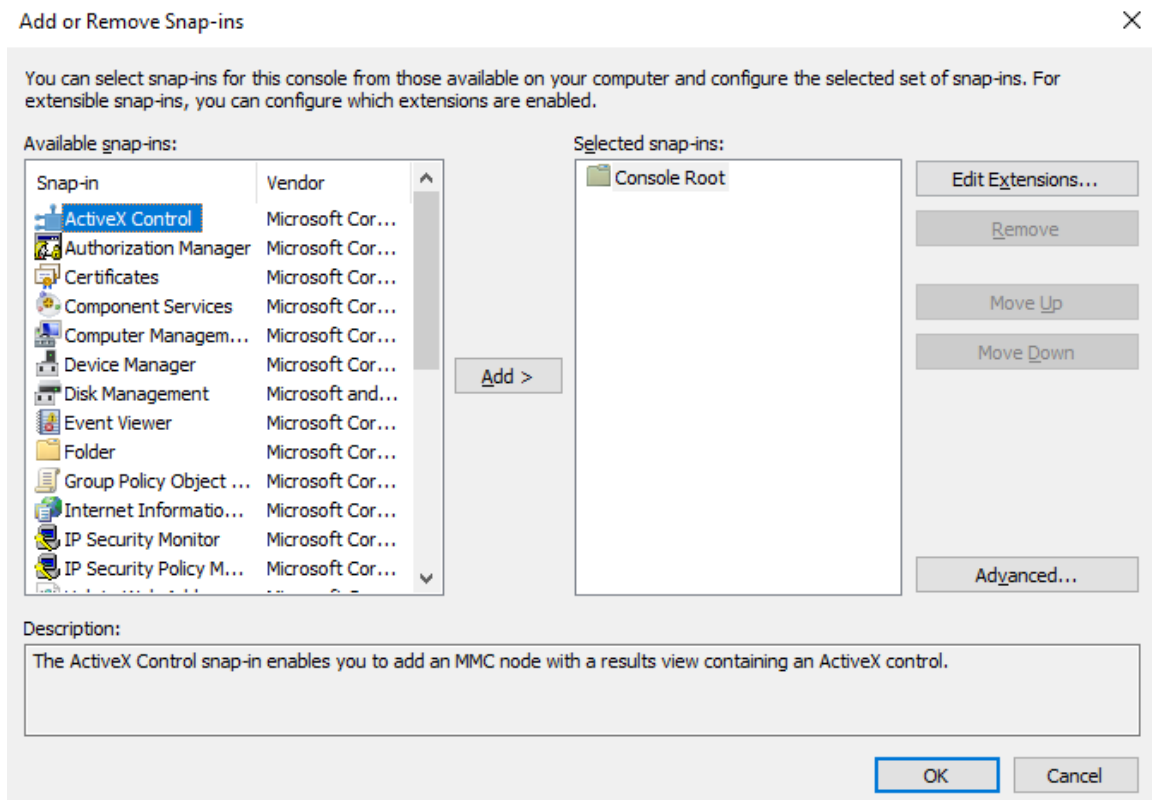 Add or Remove Snap-ins
You can select snap-ins for this console from those available on your computer and configure the selected set of snap-ins. For
extensible snap-ins, you can configure which extensions are enabled.
Available snap-ins:
Snap-in Vendor
ActiveX Control Microsoft Cor...
Authorization Manager Microsoft Cor...
Certificates Microsoft Cor...
Component Services Microsoft Cor...
Computer Managem... Microsoft Cor...
Device Manager Microsoft Cor...
Disk Management Microsoft and...
Event Viewer Microsoft Cor...
Folder Microsoft Cor...
Group Policy Object ... Microsoft Cor...
Internet Informatio... Microsoft Cor...
IP Security Monitor Microsoft Cor...
IP Security Policy M... Microsoft Cor...
Add >
Selected snap-ins:
Console Root
Edit Extensions...
Remove
Move Up
Move Down
Advanced...
Description:
The ActiveX Control snap-in enables you to add an MMC node with a results view containing an ActiveX control.
OK
Cancel